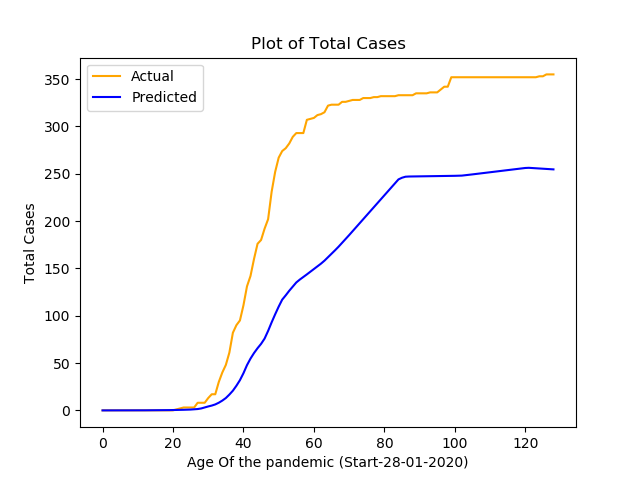 Plot of Total Cases
Actual
Predicted
350
300
250
200
150
100
50
0
Total Cases
0 20 40 60 80 100 120
Age Of the pandemic (Start-28-01-2020)